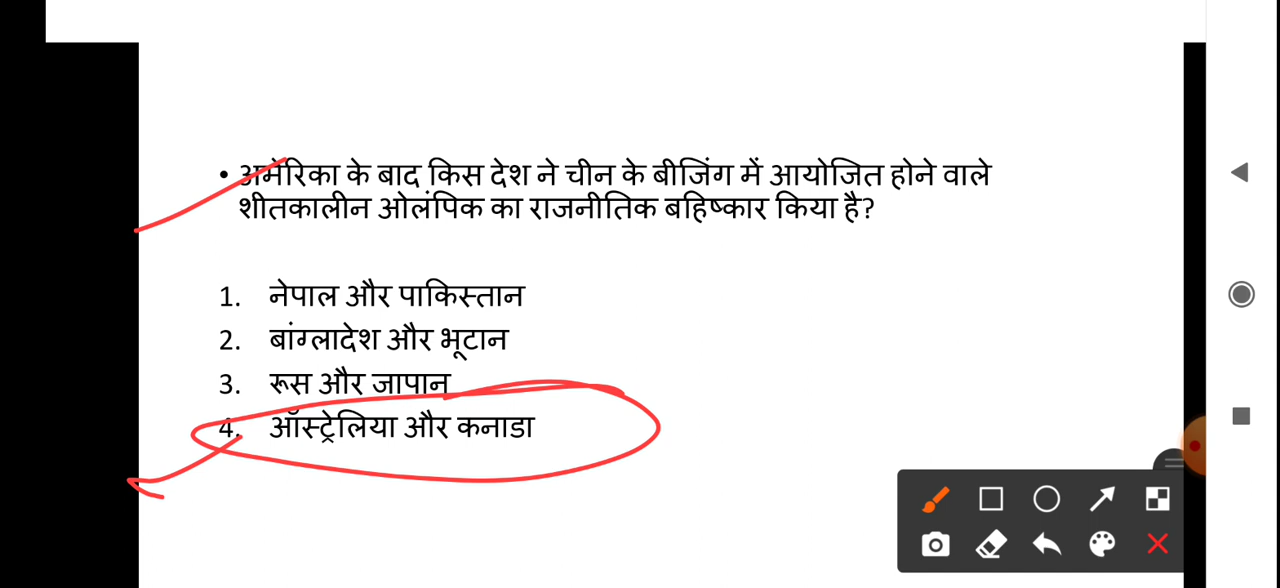 • अमेरिका के बाद किस देश ने चीन के बीजिंग में आयोजित होने वाले
शीतकालीन ओलंपिक का राजनीतिक बहिष्कार किया है?
1. नेपाल और पाकिस्तान
2. बांग्लादेश और भूटान
3. रूस और जापान
4. ऑस्ट्रेलिया और कनाडा